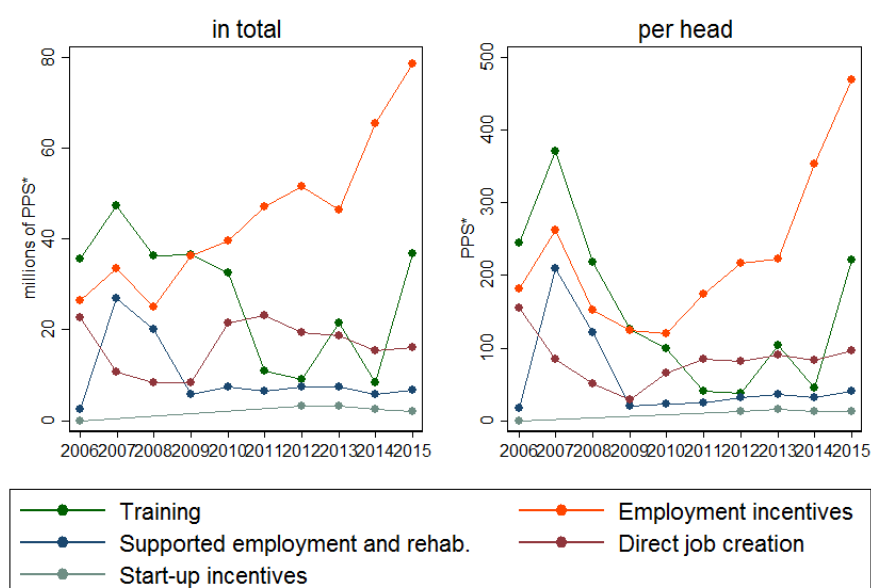 in total
per head
millions of PPS*
80
60
40
20
0
2006 2007 2008 2009 2010 2011 2012 2013 2014 2015
PPS*
500
400
300
200
100
0
2006 2007 2008 2009 2010 2011 2012 2013 2014 2015
Training
Employment incentives
Supported employment and rehab.
Direct job creation
Start-up incentives